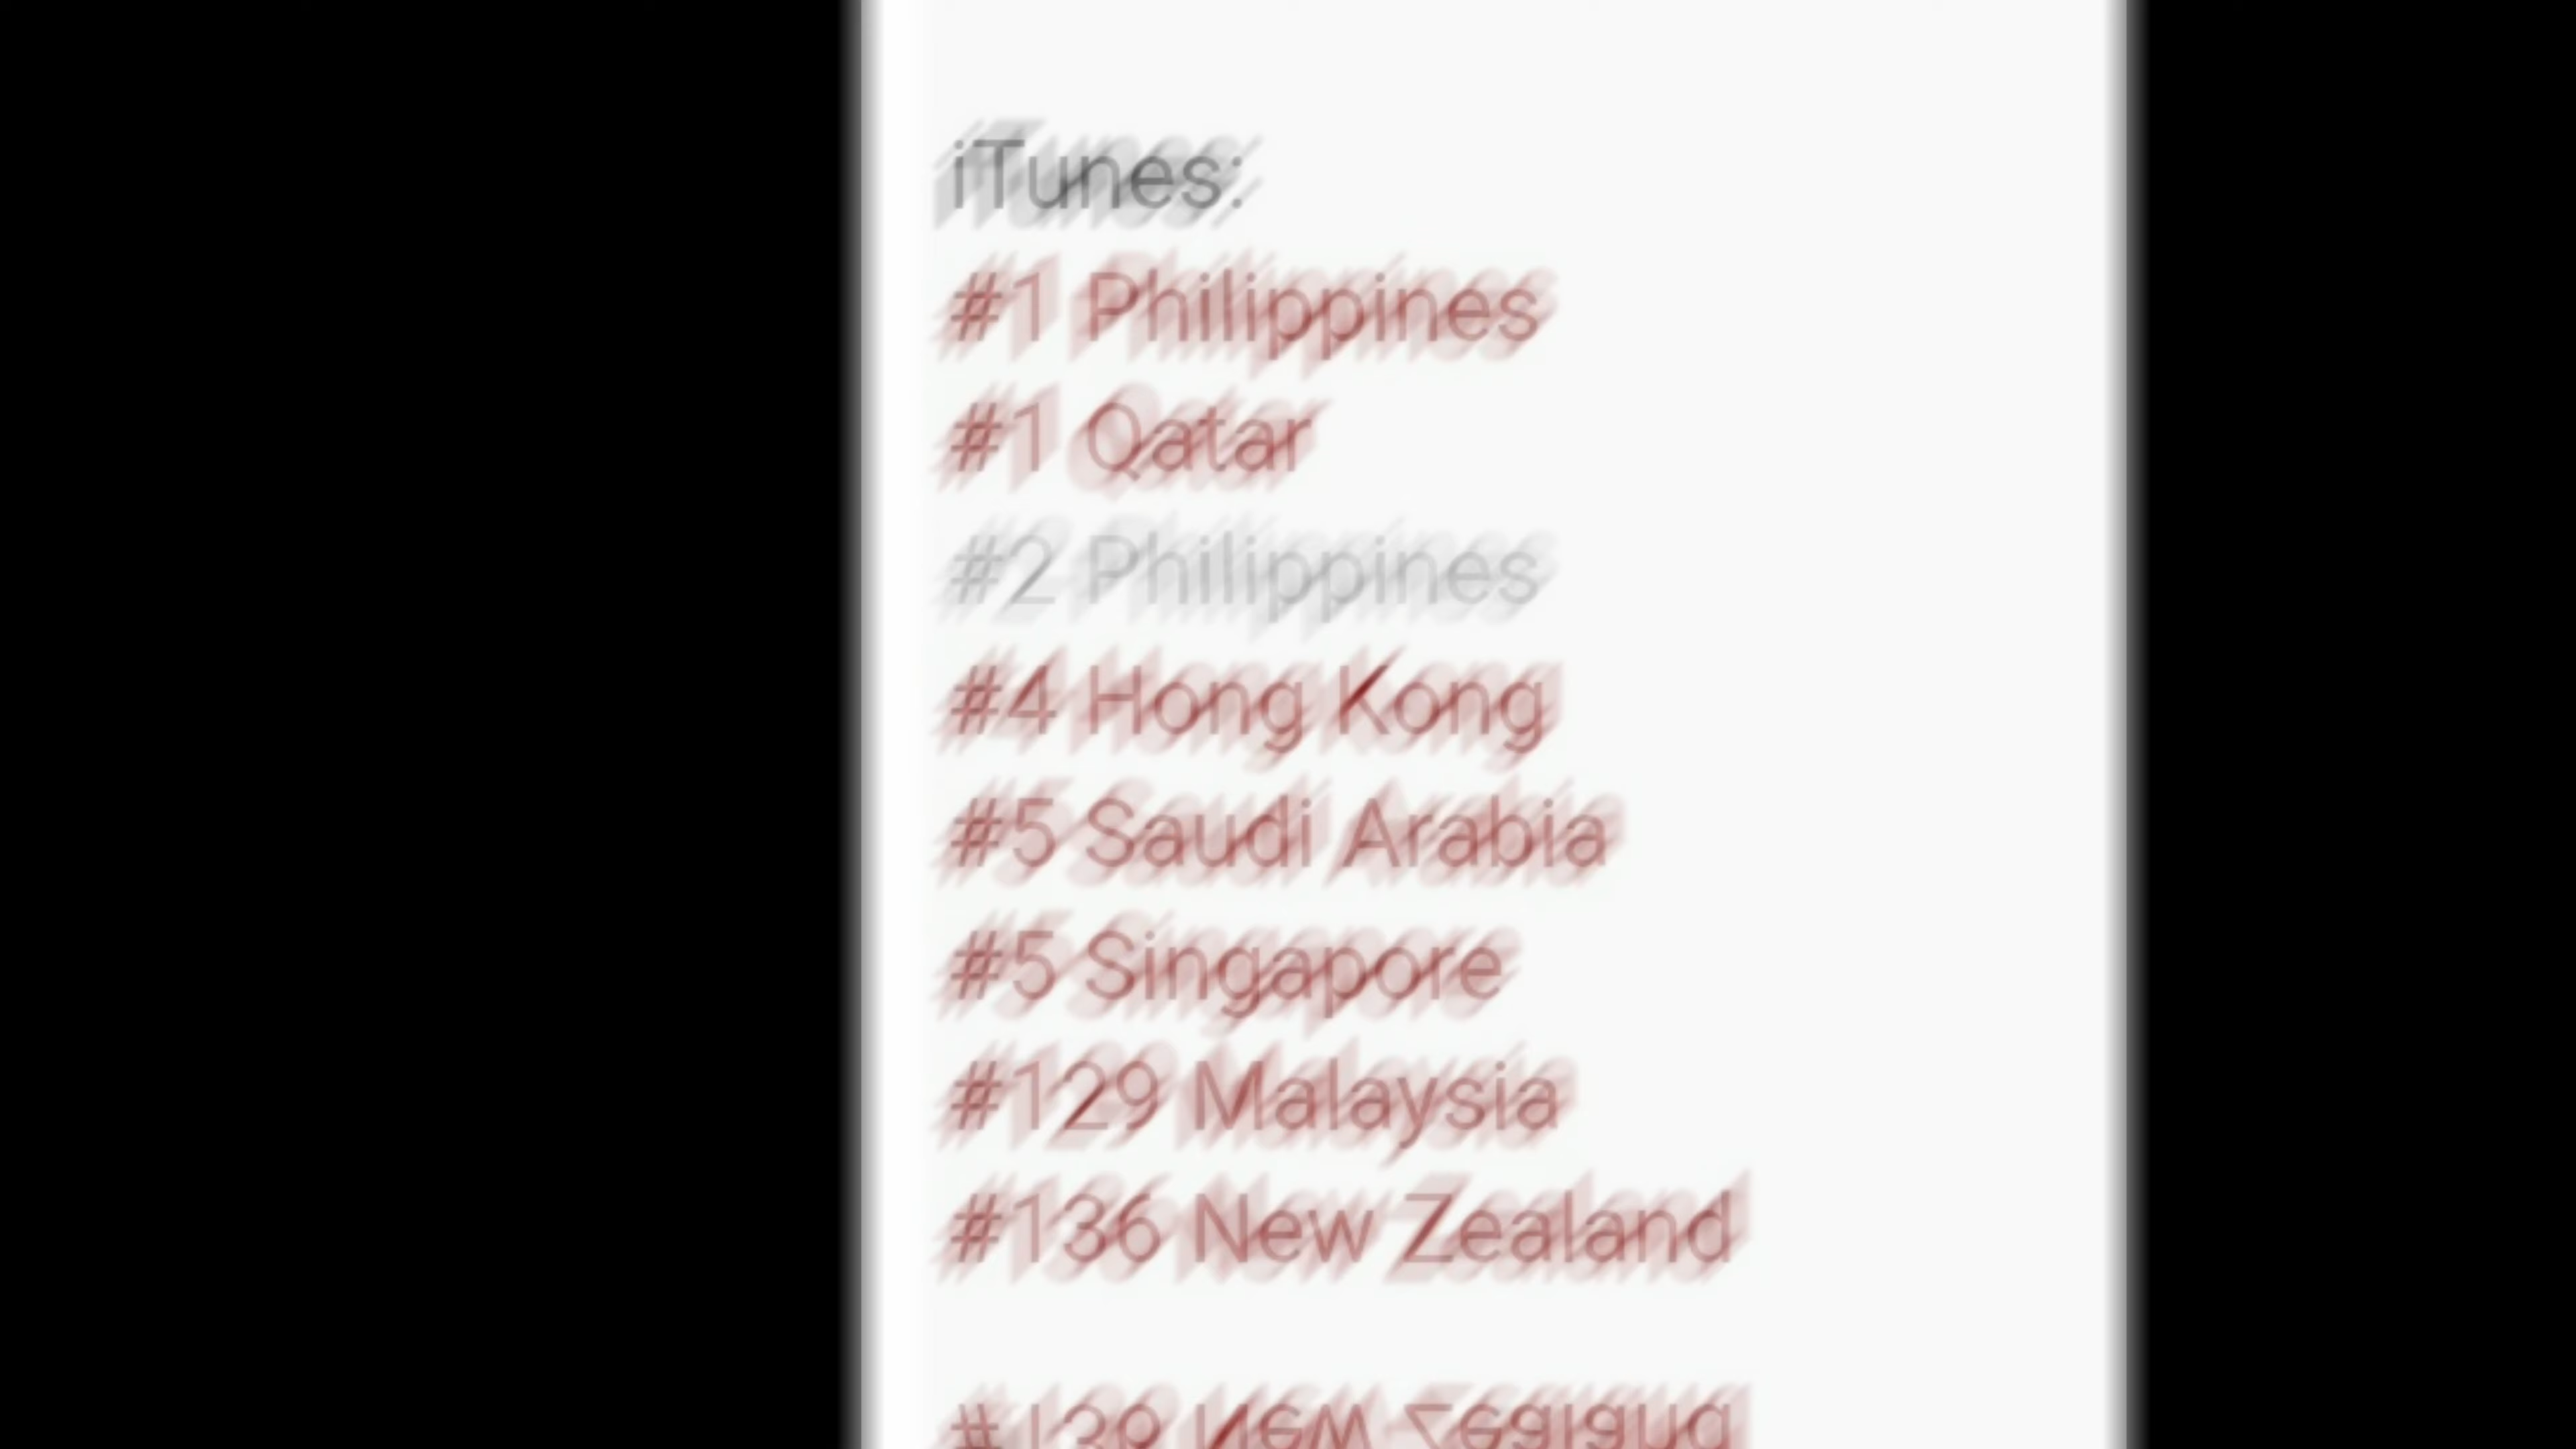 iTunes:
#1 Philippines
#1 Qatar
#2 Philippines
#4 Hong Kong
#5 Saudi Arabia
#5 Singapore
#129 Malaysia
#136 New Zealand